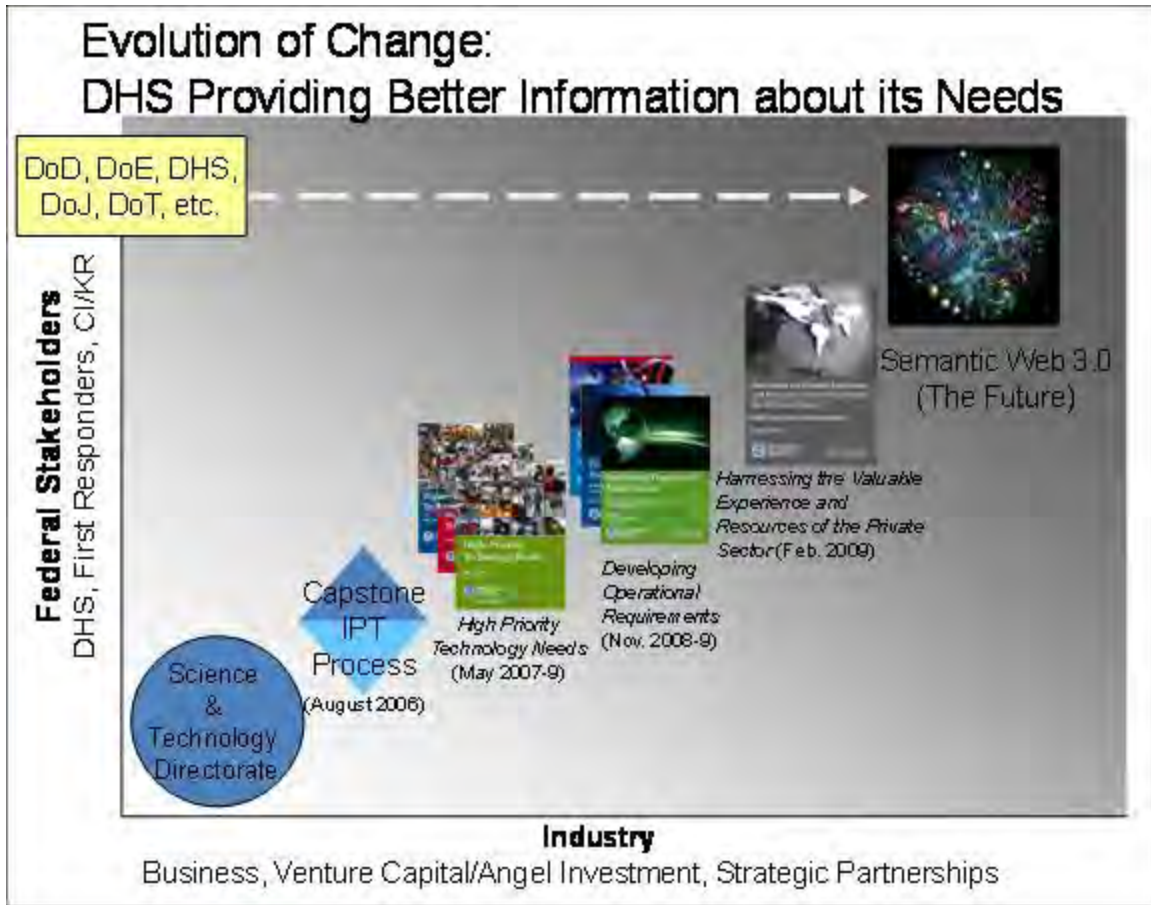 Evolution of Change:
DHS Providing Better Information about its Needs
DoD, DoE, DHS,
DoJ, DoT, etc.
Federal Stakeholders
DHS, First Responders, CI/KR
Science
&
Technology
Directorate
Capstone
IPT
Process
(August 2006)
High Priority
Technology Needs
(May 2007-9)
Developing
Operational
Requirements
(Nov. 2008-9)
Harnessing the Valuable
Experience and
Resources of the Private
Sector (Feb. 2009)
Semantic Web 3.0
(The Future)
Industry
Business, Venture Capital/Angel Investment, Strategic Partnerships